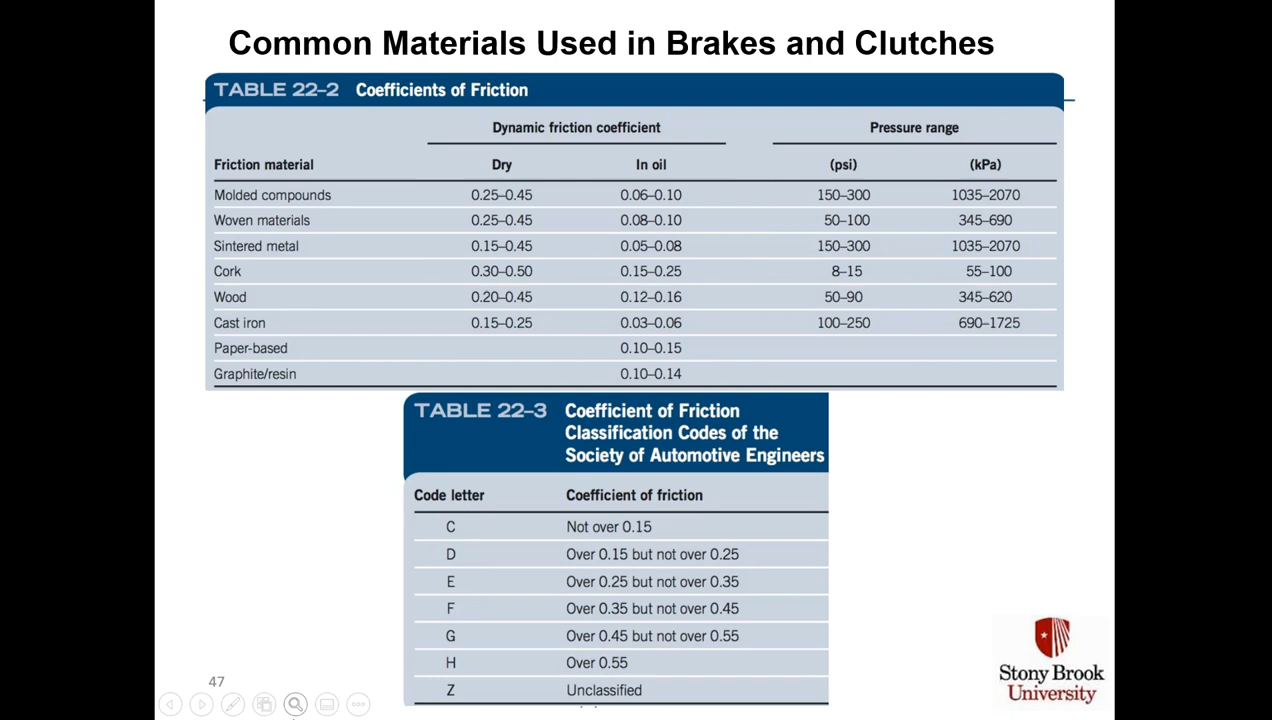 Common Materials Used in Brakes and Clutches
TABLE 22–2 Coefficients of Friction
Dynamic friction coefficient Pressure range
Friction material Dry In oil (psi) (kPa)
Molded compounds 0.25–0.45 0.06–0.10 150–300 1035–2070
Woven materials 0.25–0.45 0.08–0.10 50–100 345–690
Sintered metal 0.15–0.45 0.05–0.08 150–300 1035–2070
Cork 0.30–0.50 0.15–0.25 8–15 55–100
Wood 0.20–0.45 0.12–0.16 50–90 345–620
Cast iron 0.15–0.25 0.03–0.06 100–250 690–1725
Paper-based 0.10–0.15
Graphite/resin 0.10–0.14
TABLE 22–3 Coefficient of Friction
Classification Codes of the
Society of Automotive Engineers
Code letter Coefficient of friction
C Not over 0.15
D Over 0.15 but not over 0.25
E Over 0.25 but not over 0.35
F Over 0.35 but not over 0.45
G Over 0.45 but not over 0.55
H Over 0.55
Z Unclassified
47
Stony Brook
University